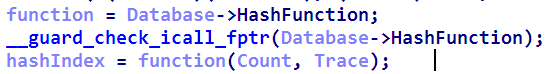 function = Database->HashFunction;
__guard_check_icall_fptr(Database->HashFunction);
hashIndex = function(Count, Trace);